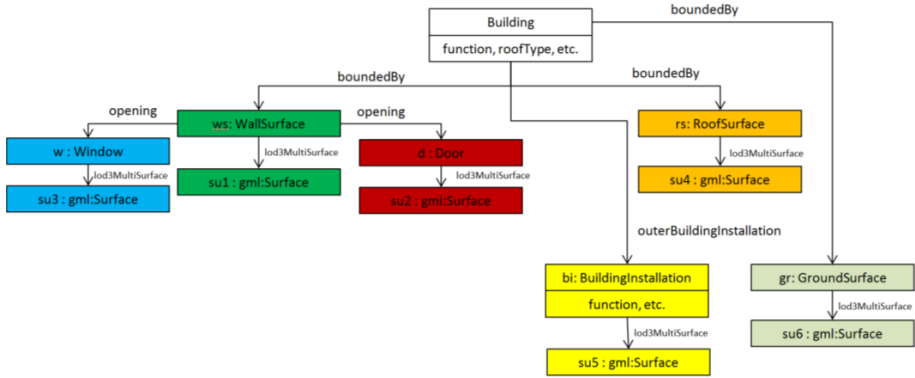 boundedBy
Building
function, roofType, etc.
boundedBy
boundedBy
opening
ws: WallSurface
opening
rs: RoofSurface
w : Window
lod3MultiSurface
d : Door
lod3MultiSurface
lod3MultiSurface
su1 : gml:Surface
lod3MultiSurface
su4 : gml:Surface
su3 : gml:Surface
su2 : gml:Surface
outerBuildingInstallation
bi: BuildingInstallation
gr: GroundSurface
function, etc.
lod3MultiSurface
lod3MultiSurface
su6 : gml:Surface
su5 : gml:Surface